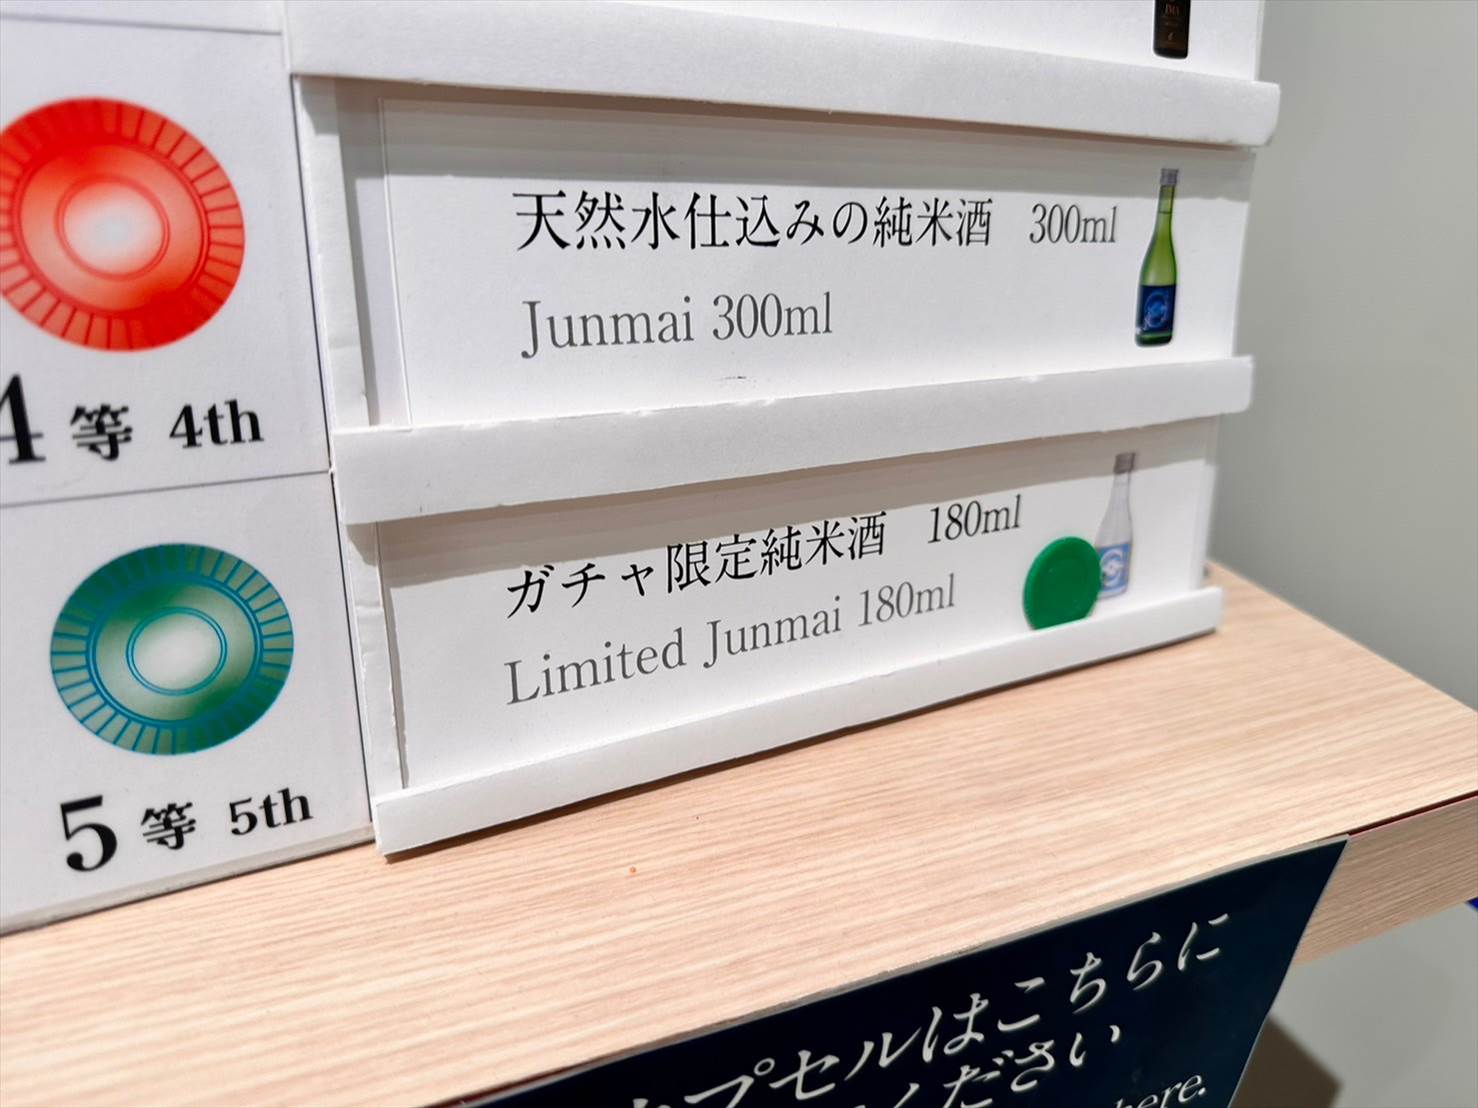 天然水仕込みの純米酒 300ml
Junmai 300ml
4等 4th
ガチャ限定純米酒 180ml
Limited Junmai 180ml
5等 5th
プセルはこちらに
ください
here.